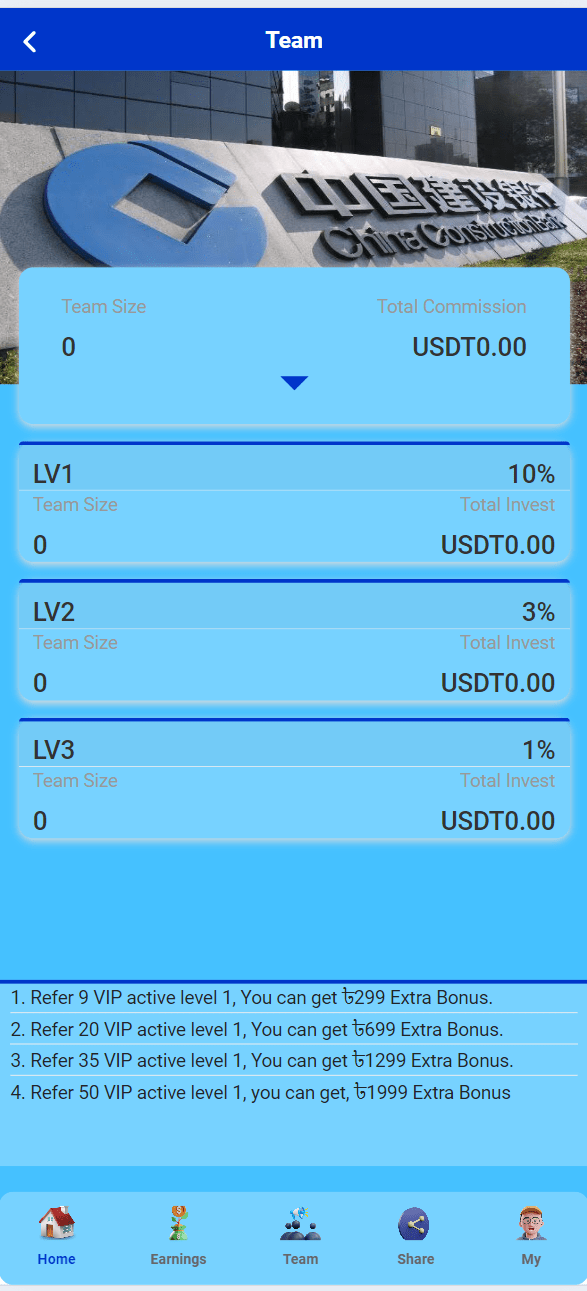 Team
中国建设银行
China Construction Bank
Team Size Total Commission
0 USDT0.00
LV1 10%
Team Size Total Invest
0 USDT0.00
LV2 3%
Team Size Total Invest
0 USDT0.00
LV3 1%
Team Size Total Invest
0 USDT0.00
1. Refer 9 VIP active level 1, You can get ৳299 Extra Bonus.
2. Refer 20 VIP active level 1, You can get ৳699 Extra Bonus.
3. Refer 35 VIP active level 1, You can get ৳1299 Extra Bonus.
4. Refer 50 VIP active level 1, you can get, ৳1999 Extra Bonus
Home Earnings Team Share My